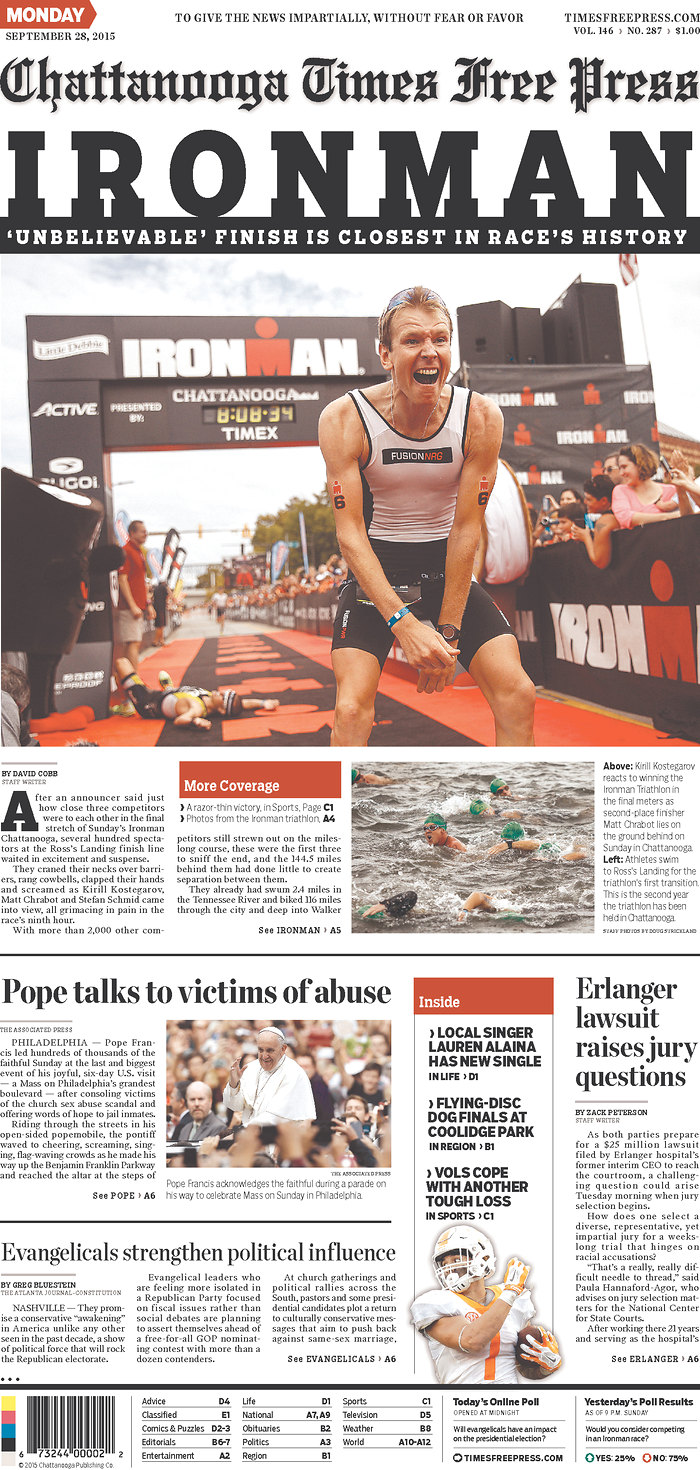 MONDAY
SEPTEMBER 28, 2015
TO GIVE THE NEWS IMPARTIALLY, WITHOUT FEAR OR FAVOR
TIMESFREEPRESS.COM
VOL. 146 › NO. 287 › $1.00
Chattanooga Times Free Press
IRONMAN
‘UNBELIEVABLE’ FINISH IS CLOSEST IN RACE’S HISTORY
Little Debbie
IRONMAN
ACTIVE
PRESENTED BY:
CHATTANOOGA
8:08:34
TIMEX
FUSION NRG
6
6
IRONMAN
BY DAVID COBB
STAFF WRITER
After an announcer said just
how close three competitors
were to each other in the final
stretch of Sunday’s Ironman
Chattanooga, several hundred specta-
tors at the Ross’s Landing finish line
waited in excitement and suspense.
They craned their necks over barri-
ers, rang cowbells, clapped their hands
and screamed as Kirill Kostegarov,
Matt Chrabot and Stefan Schmid came
into view, all grimacing in pain in the
race’s ninth hour.
With more than 2,000 other com-
More Coverage
› A razor-thin victory, in Sports, Page C1
› Photos from the Ironman triathlon, A4
petitors still strewn out on the miles-
long course, these were the first three
to sniff the end, and the 144.5 miles
behind them had done little to create
separation between them.
They already had swum 2.4 miles in
the Tennessee River and biked 116 miles
through the city and deep into Walker
See IRONMAN › A5
Above: Kirill Kostegarov
reacts to winning the
Ironman Triathlon in
the final meters as
second-place finisher
Matt Chrabot lies on
the ground behind on
Sunday in Chattanooga.
Left: Athletes swim
to Ross’s Landing for the
triathlon’s first transition.
This is the second year
the triathlon has been
held in Chattanooga.
STAFF PHOTOS BY DOUG STRICKLAND
Pope talks to victims of abuse
THE ASSOCIATED PRESS
PHILADELPHIA — Pope Fran-
cis led hundreds of thousands of the
faithful Sunday at the last and biggest
event of his joyful, six-day U.S. visit
— a Mass on Philadelphia’s grandest
boulevard — after consoling victims
of the church sex abuse scandal and
offering words of hope to jail inmates.
Riding through the streets in his
open-sided popemobile, the pontiff
waved to cheering, screaming, sing-
ing, flag-waving crowds as he made his
way up the Benjamin Franklin Parkway
and reached the altar at the steps of
See POPE › A6
THE ASSOCIATED PRESS
Pope Francis acknowledges the faithful during a parade on
his way to celebrate Mass on Sunday in Philadelphia.
Evangelicals strengthen political influence
BY GREG BLUESTEIN
THE ATLANTA JOURNAL-CONSTITUTION
NASHVILLE — They prom-
ise a conservative “awakening”
in America unlike any other
seen in the past decade, a show
of political force that will rock
the Republican electorate.
Evangelical leaders who
are feeling more isolated in
a Republican Party focused
on fiscal issues rather than
social debates are planning
to assert themselves ahead of
a free-for-all GOP nominat-
ing contest with more than a
dozen contenders.
At church gatherings and
political rallies across the
South, pastors and some presi-
dential candidates plot a return
to culturally conservative mes-
sages that aim to push back
against same-sex marriage,
See EVANGELICALS › A6
Inside
› LOCAL SINGER
LAUREN ALAINA
HAS NEW SINGLE
IN LIFE › D1
› FLYING-DISC
DOG FINALS AT
COOLIDGE PARK
IN REGION › B1
› VOLS COPE
WITH ANOTHER
TOUGH LOSS
IN SPORTS › C1
Erlanger
lawsuit
raises jury
questions
BY ZACK PETERSON
STAFF WRITER
As both parties prepare
for a $25 million lawsuit
filed by Erlanger hospital’s
former interim CEO to reach
the courtroom, a challeng-
ing question could arise
Tuesday morning when jury
selection begins.
How does one select a
diverse, representative, yet
impartial jury for a weeks-
long trial that hinges on
racial accusations?
“That’s a really, really dif-
ficult needle to thread,” said
Paula Hannaford-Agor, who
advises on jury selection mat-
ters for the National Center
for State Courts.
After working there 21 years
and serving as the hospital’s
See ERLANGER › A6
•••
6 73244 00002 2
© 2015 Chattanooga Publishing Co.
Advice D4
Classified E1
Comics & Puzzles D2-3
Editorials B6-7
Entertainment A2
Life D1
National A7, A9
Obituaries B2
Politics A3
Region B1
Sports C1
Television D5
Weather B8
World A10-A12
Today’s Online Poll
OPENED AT MIDNIGHT
Will evangelicals have an impact
on the presidential election?
TIMESFREEPRESS.COM
Yesterday’s Poll Results
AS OF 9 P.M. SUNDAY
Would you consider competing
in an Ironman race?
YES: 25% NO: 75%